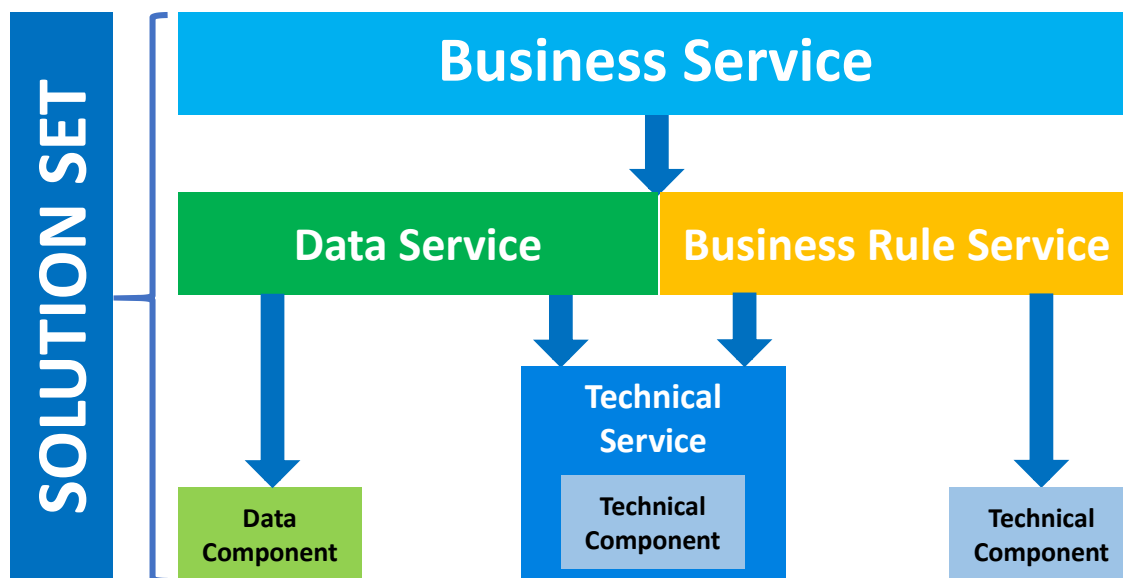 SOLUTION SET
Business Service
Data Service
Business Rule Service
Technical
Service
Technical
Component
Data
Component
Technical
Component